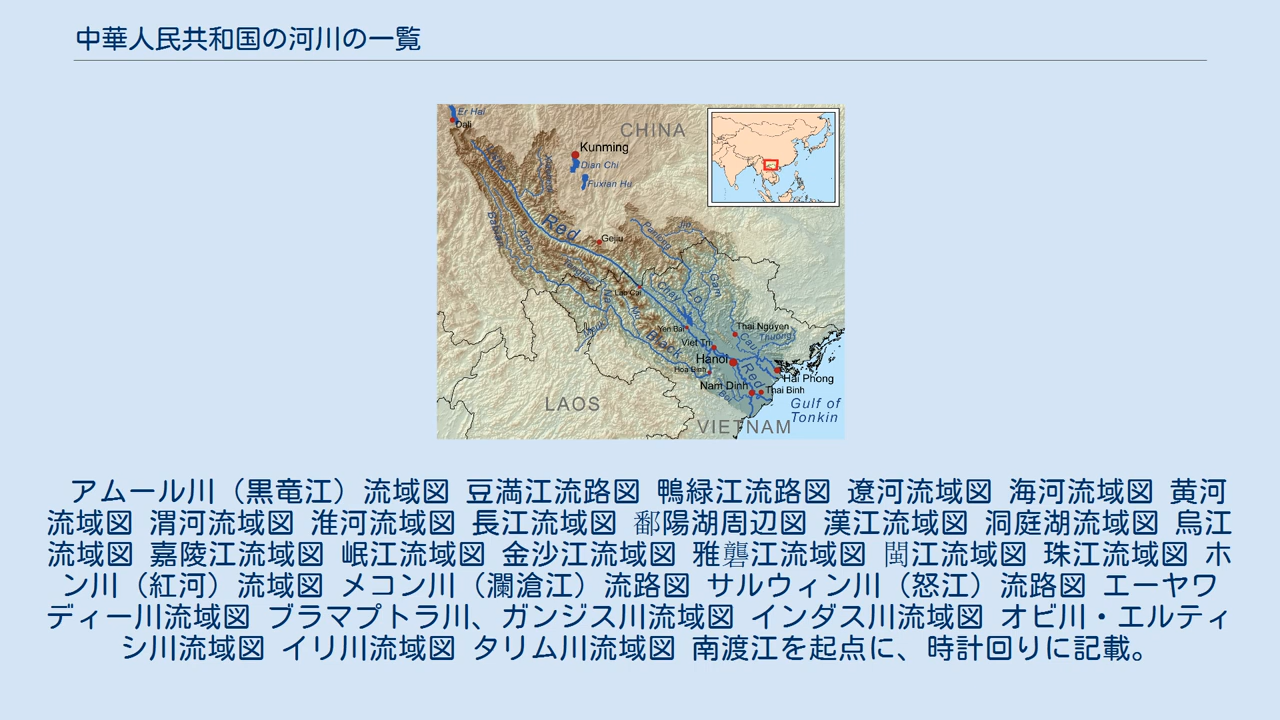 中華人民共和国の河川の一覧
Er Hai
Dali
CHINA
Kunming
Dian Chi
Fuxian Hu
Red
Gejiu
Lo
Gam
Chay
Lao Cai
Yen Bai
Thai Nguyen
Cau
Thuong
Viet Tri
Hanoi
Black
Hoa Binh
Red
Hai Phong
Nam Dinh
Thai Binh
LAOS
Gulf of
Tonkin
VIETNAM
アムール川（黒竜江）流域図 豆満江流路図 鴨緑江流路図 遼河流域図 海河流域図 黄河
流域図 渭河流域図 淮河流域図 長江流域図 鄱陽湖周辺図 漢江流域図 洞庭湖流域図 烏江
流域図 嘉陵江流域図 岷江流域図 金沙江流域図 雅礱江流域図 閩江流域図 珠江流域図 ホ
ン川（紅河）流域図 メコン川（瀾滄江）流路図 サルウィン川（怒江）流路図 エーヤワ
ディー川流域図 ブラマプトラ川、ガンジス川流域図 インダス川流域図 オビ川・エルティ
シ川流域図 イリ川流域図 タリム川流域図 南渡江を起点に、時計回りに記載。